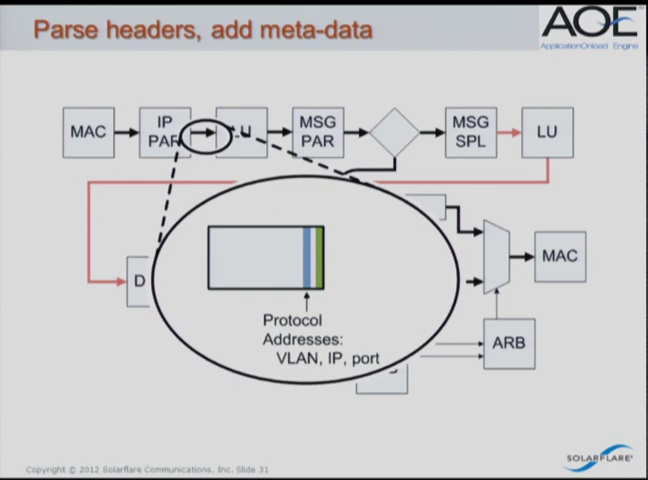 Parse headers, add meta-data
AOE
ApplicationOnload Engine
MAC
IP
PAR
LU
MSG
PAR
MSG
SPL
LU
D
MAC
ARB
Protocol
Addresses:
VLAN, IP, port
Copyright © 2012 Solarflare Communications, Inc. Slide 31
SOLARFLARE